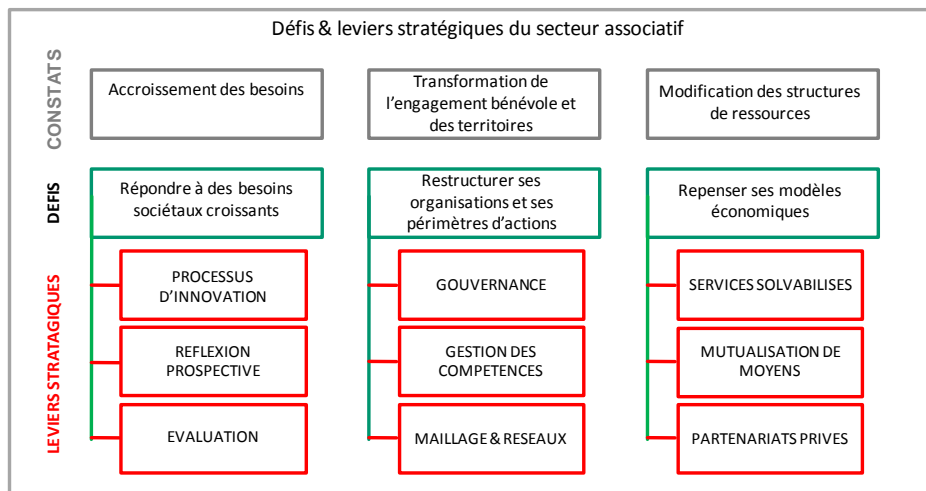 Défis & leviers stratégiques du secteur associatif
CONSTATS
Accroissement des besoins
Transformation de
l'engagement bénévole et
des territoires
Modification des structures
de ressources
DEFIS
Répondre à des besoins
sociétaux croissants
Restructurer ses
organisations et ses
périmètres d'actions
Repenser ses modèles
économiques
LEVIERS STRATAGIQUES
PROCESSUS
D'INNOVATION
GOUVERNANCE
SERVICES SOLVABILISES
REFLEXION
PROSPECTIVE
GESTION DES
COMPETENCES
MUTUALISATION DE
MOYENS
EVALUATION
MAILLAGE & RESEAUX
PARTENARIATS PRIVES